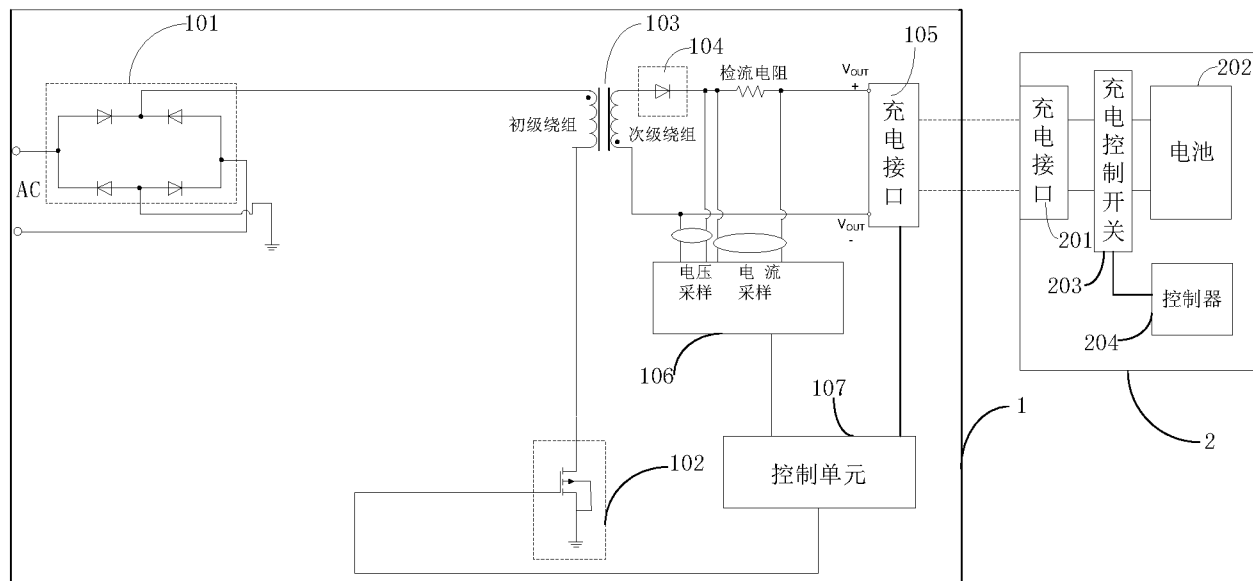 101
AC
初级绕组
103
次级绕组
104
检流电阻
VOUT
+
105
充电接口
VOUT
-
电压
采样
电 流
采样
106
107
控制单元
102
1
充电接口
201
充电控制开关
203
202
电池
控制器
204
2